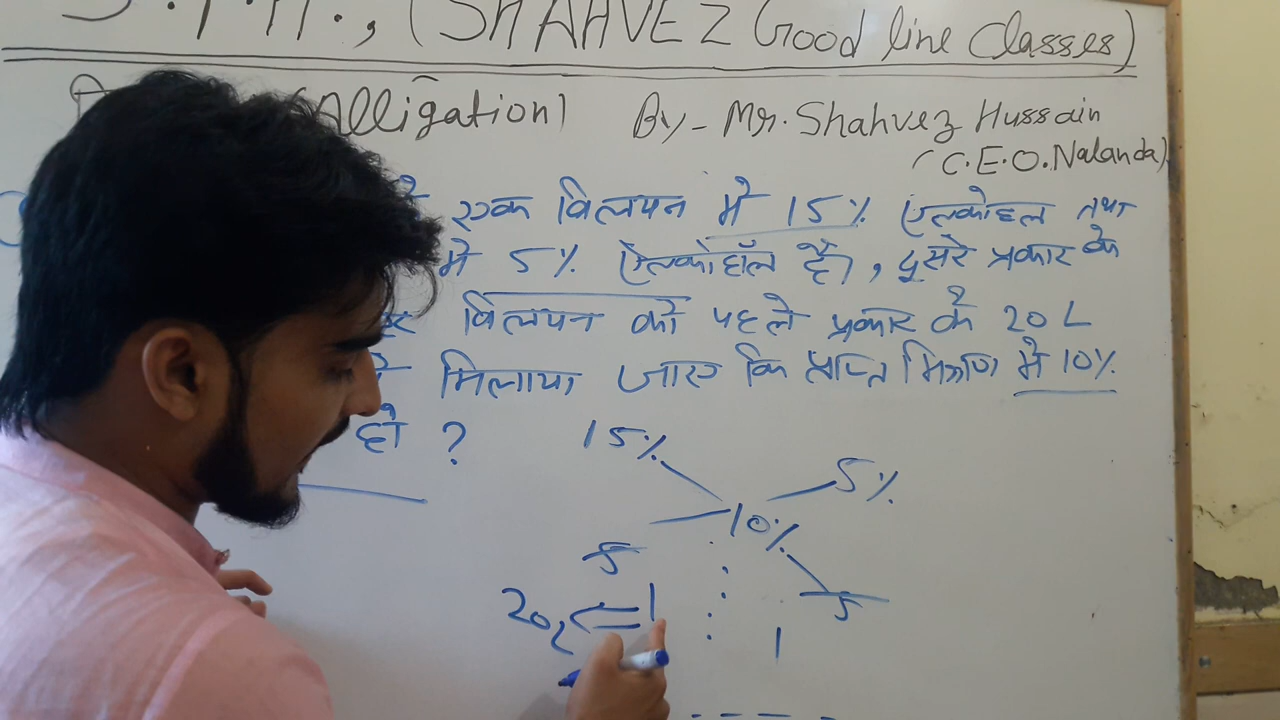 (SHAHVEZ Good line Classes)
(Alligation) By- Mr. Shahvez Hussain
(C.E.O. Nalanda)
एक विलयन में 15% एल्कोहल तथा
में 5% ऐल्कोहॉल है, दूसरे प्रकार के
विलयन को पहले प्रकार के 20 L
मिलाया जाए कि प्राप्त मिश्रण में 10%
हो ?
15% 5%
10%
5 5
20L 1 : 1